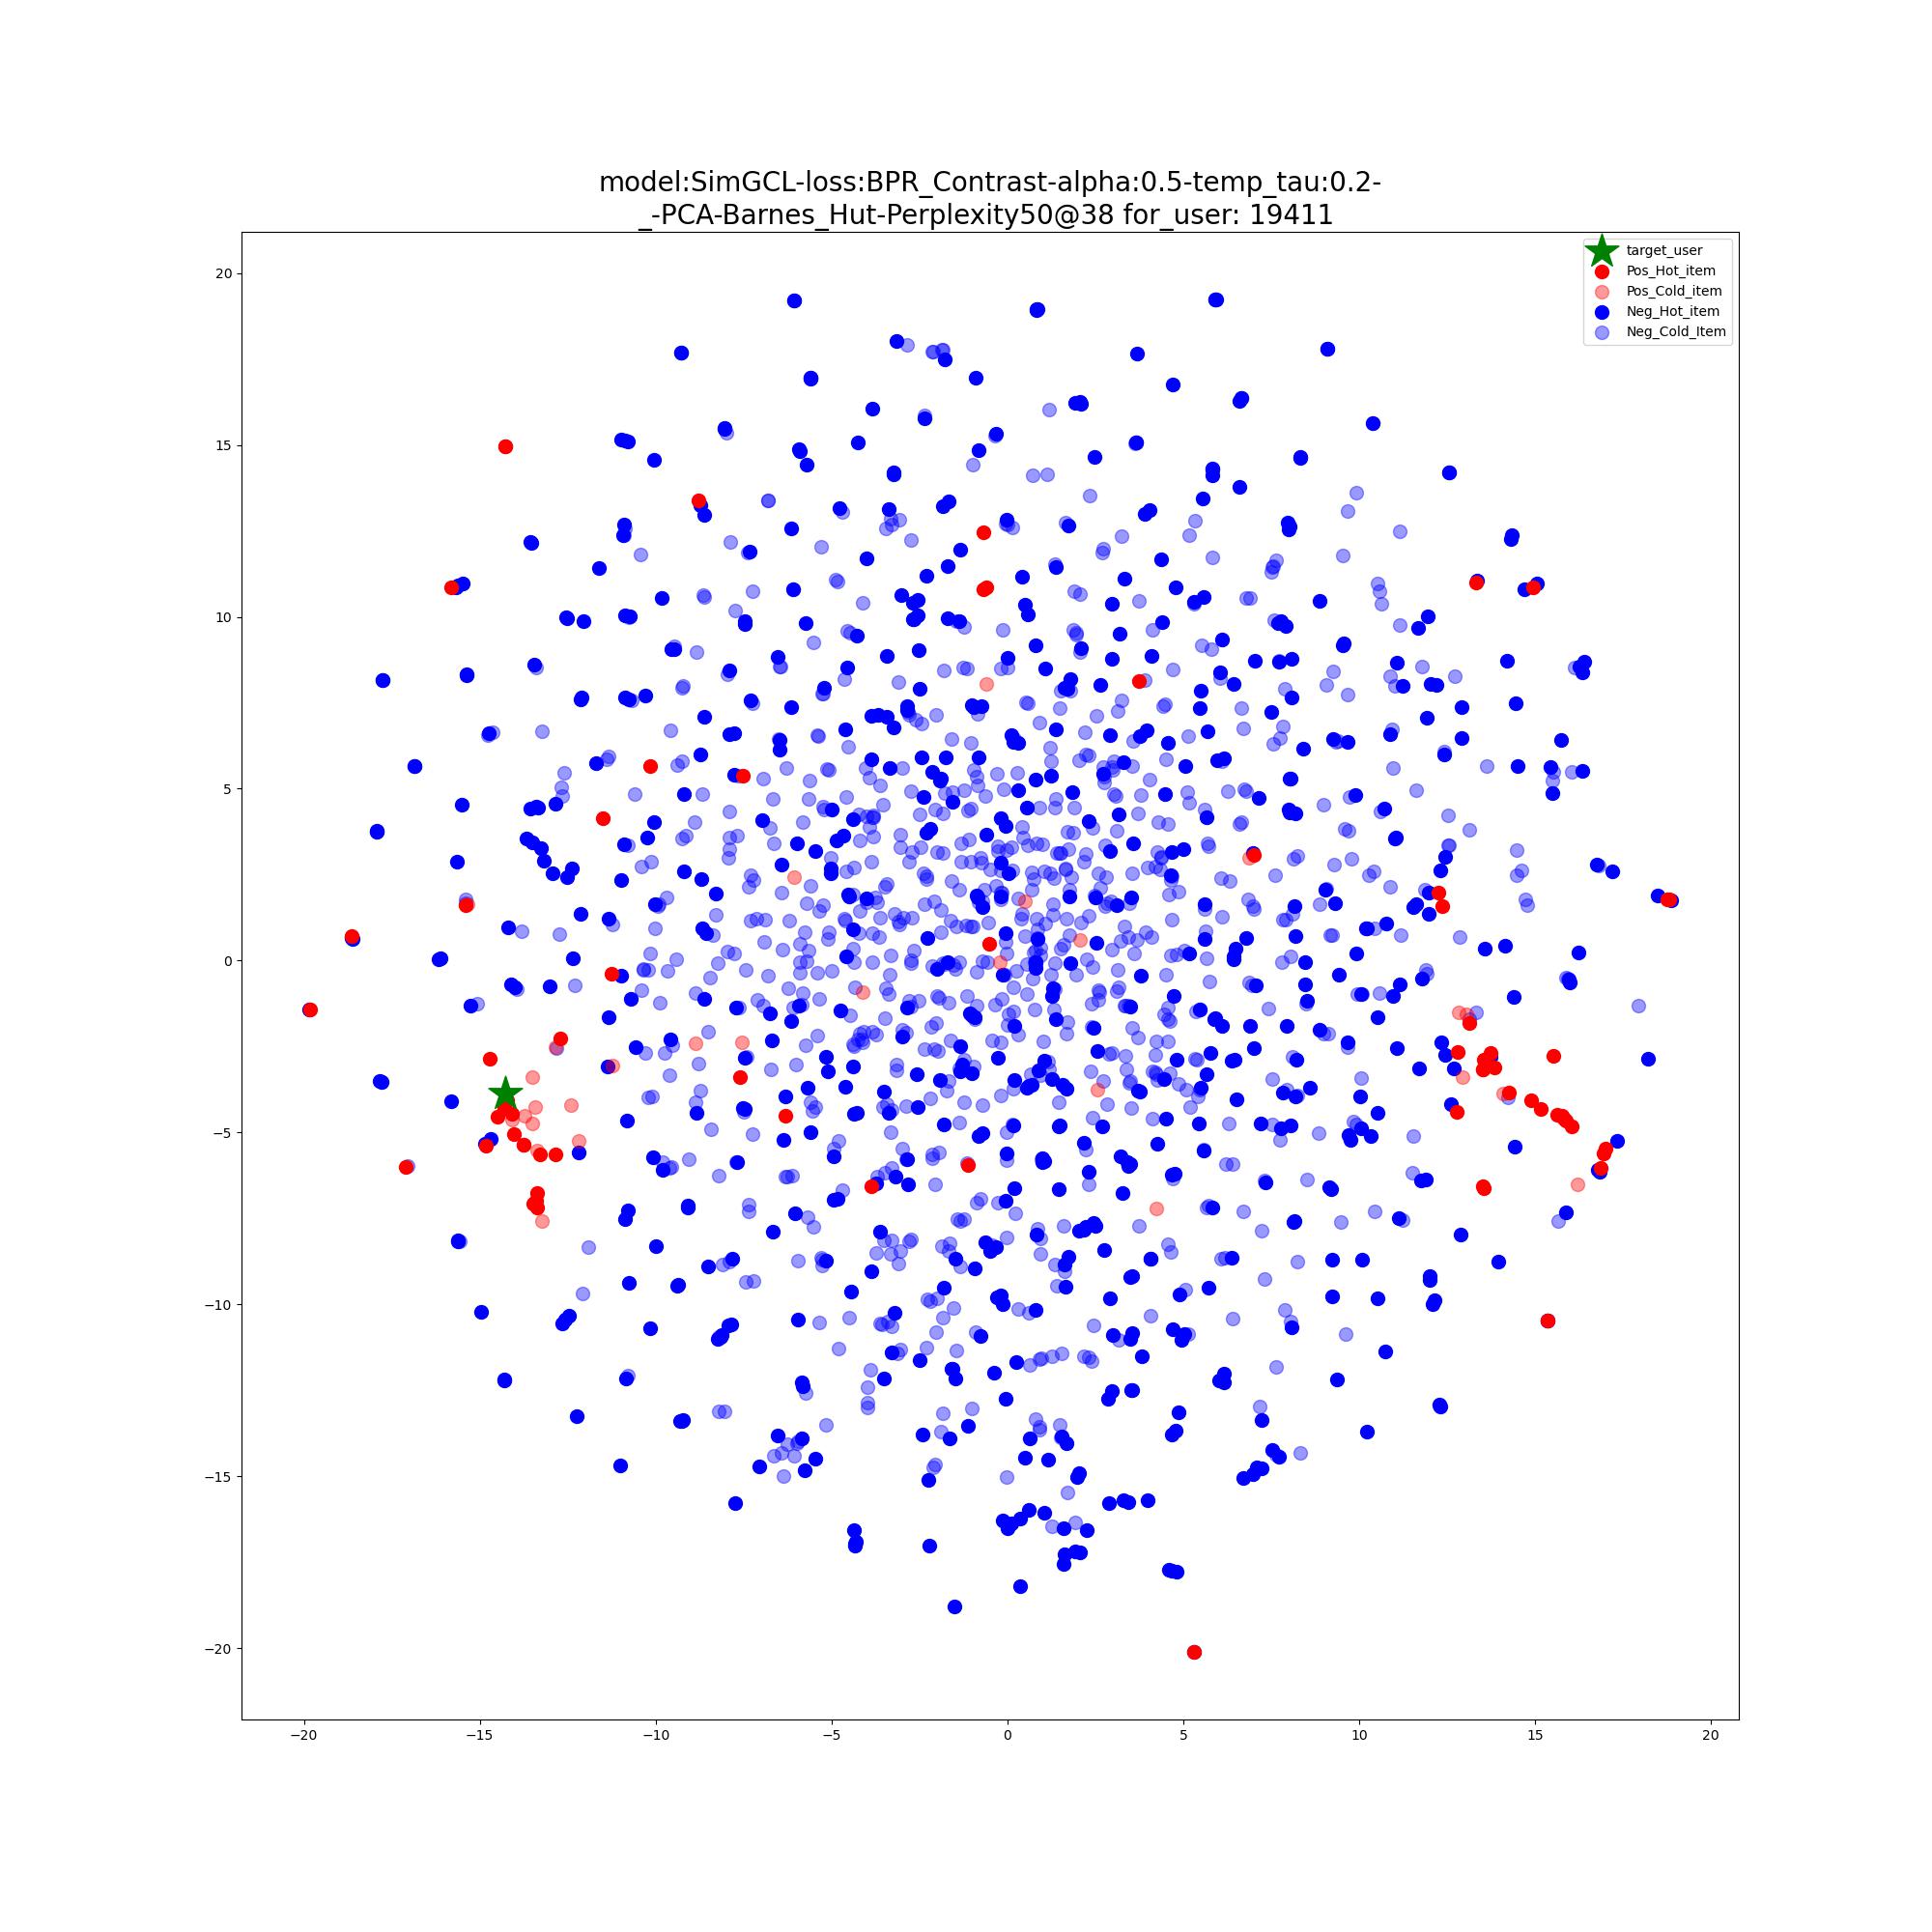 model:SimGCL-loss:BPR_Contrast-alpha:0.5-temp_tau:0.2-
_-PCA-Barnes_Hut-Perplexity50@38 for_user: 19411
target_user
Pos_Hot_item
Pos_Cold_item
Neg_Hot_item
Neg_Cold_Item
20
15
10
5
0
−5
−10
−15
−20
−20 −15 −10 −5 0 5 10 15 20